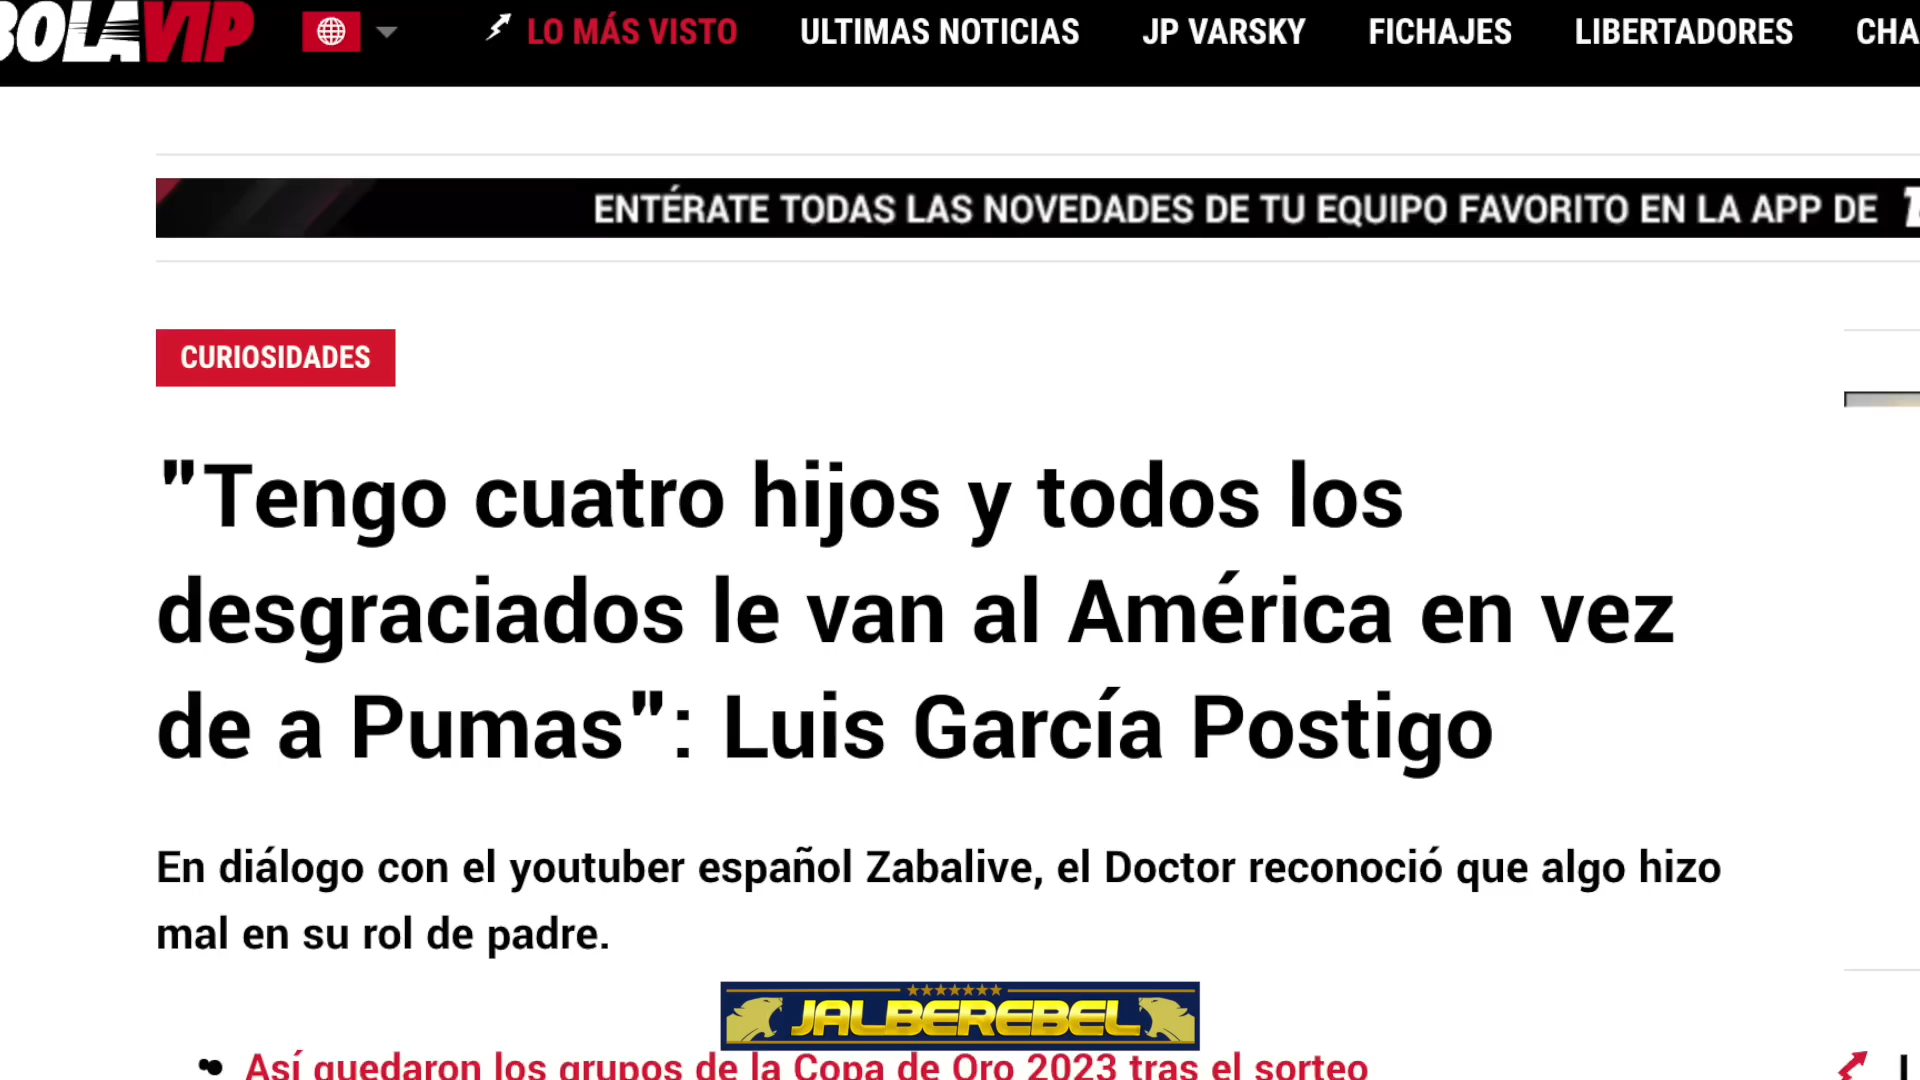 BOLAVIP
LO MÁS VISTO ULTIMAS NOTICIAS JP VARSKY FICHAJES LIBERTADORES CHA
ENTÉRATE TODAS LAS NOVEDADES DE TU EQUIPO FAVORITO EN LA APP DE
CURIOSIDADES
"Tengo cuatro hijos y todos los
desgraciados le van al América en vez
de a Pumas": Luis García Postigo
En diálogo con el youtuber español Zabalive, el Doctor reconoció que algo hizo
mal en su rol de padre.
JALBEREBEL
Así quedaron los grupos de la Copa de Oro 2023 tras el sorteo